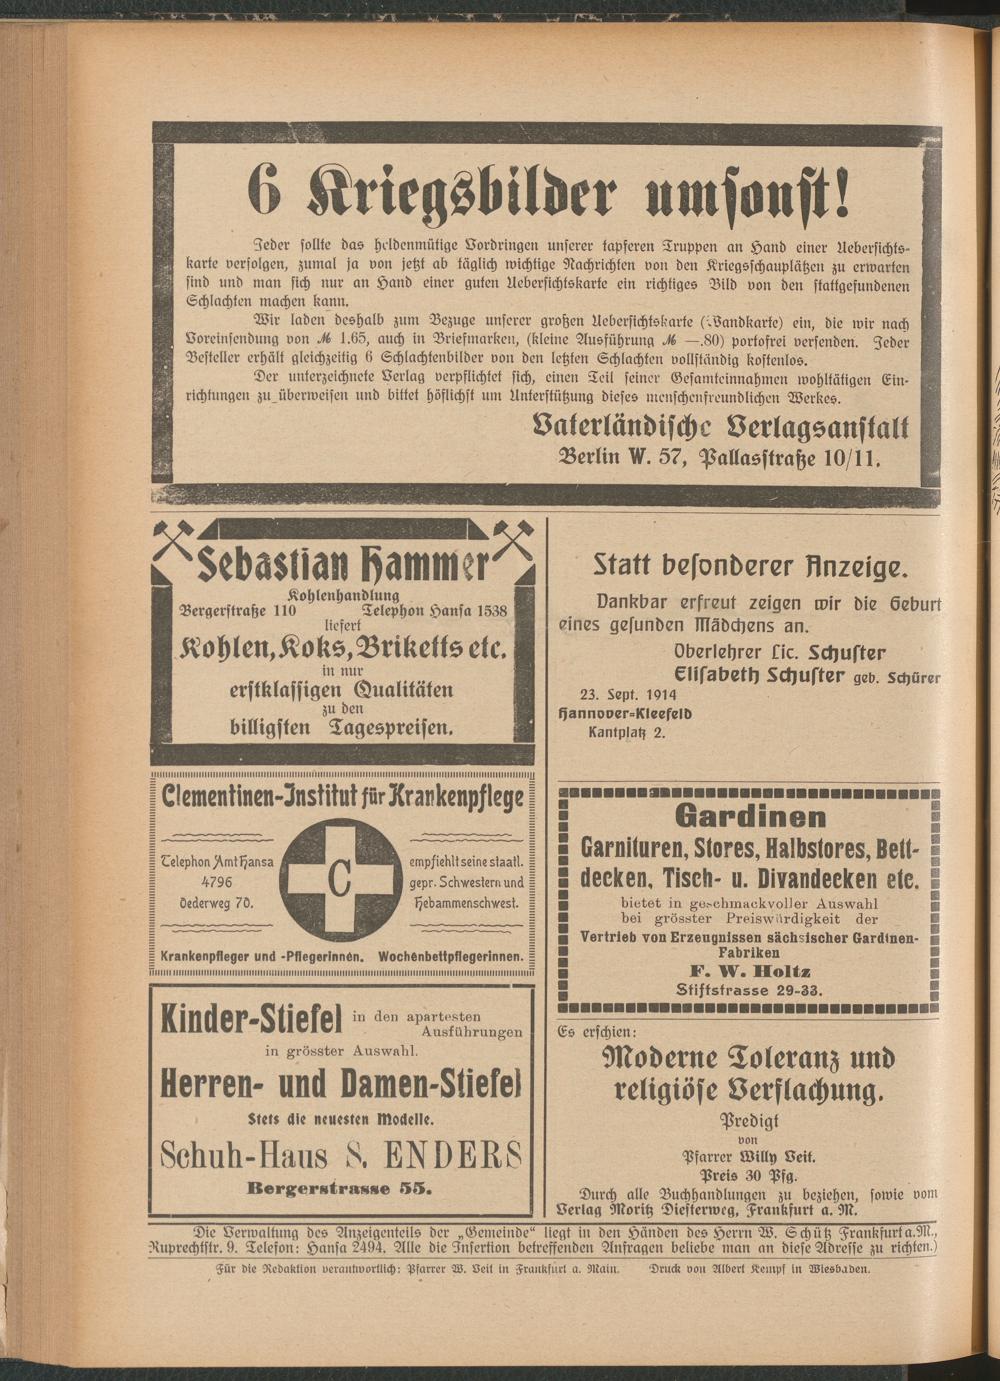 6 Kriegsbilder umsonst!
Jeder sollte das heldenmütige Vordringen unserer tapferen Truppen an Hand einer Uebersichts-
karte verfolgen, zumal ja von jetzt ab täglich wichtige Nachrichten von den Kriegsschauplätzen zu erwarten
sind und man sich nur an Hand einer guten Uebersichtskarte ein richtiges Bild von den stattgefundenen
Schlachten machen kann.
Wir laden deshalb zum Bezuge unserer großen Uebersichtskarte (Wandkarte) ein, die wir nach
Voreinsendung von ℳ 1.65, auch in Briefmarken, (kleine Ausführung ℳ —.80) portofrei versenden. Jeder
Besteller erhält gleichzeitig 6 Schlachtenbilder von den letzten Schlachten vollständig kostenlos.
Der unterzeichnete Verlag verpflichtet sich, einen Teil seiner Gesamteinnahmen wohltätigen Ein-
richtungen zu überweisen und bittet höflichst um Unterstützung dieses menschenfreundlichen Werkes.
Vaterländische Verlagsanstalt
Berlin W. 57, Pallasstraße 10/11.
Sebastian Hammer
Kohlenhandlung
Bergerstraße 110 Telephon Hansa 1538
liefert
Kohlen, Koks, Briketts etc.
in nur
erstklassigen Qualitäten
zu den
billigsten Tagespreisen.
Clementinen-Institut für Krankenpflege
Telephon Amt Hansa
4796
Oederweg 70.
C
empfiehlt seine staatl.
gepr. Schwestern und
Hebammenschwest.
Krankenpfleger und -Pflegerinnen. Wochenbettpflegerinnen.
Kinder-Stiefel in den apartesten
Ausführungen
in grösster Auswahl.
Herren- und Damen-Stiefel
Stets die neuesten Modelle.
Schuh-Haus S. ENDERS
Bergerstrasse 55.
Statt besonderer Anzeige.
Dankbar erfreut zeigen wir die Geburt
eines gesunden Mädchens an.
Oberlehrer Lic. Schuster
Elisabeth Schuster geb. Schürer
23. Sept. 1914
Hannover-Kleefeld
Kantplatz 2.
Gardinen
Garnituren, Stores, Halbstores, Bett-
decken, Tisch- u. Divandecken etc.
bietet in geschmackvoller Auswahl
bei grösster Preiswürdigkeit der
Vertrieb von Erzeugnissen sächsischer Gardinen-
Fabriken
F. W. Holtz
Stiftstrasse 29-33.
Es erschien:
Moderne Toleranz und
religiöse Verflachung.
Predigt
von
Pfarrer Willy Veit.
Preis 30 Pfg.
Durch alle Buchhandlungen zu beziehen, sowie vom
Verlag Moritz Diesterweg, Frankfurt a. M.
Die Verwaltung des Anzeigenteils der „Gemeinde“ liegt in den Händen des Herrn W. Schütz Frankfurt a. M.,
Ruprechtstr. 9. Telefon: Hansa 2494. Alle die Insertion betreffenden Anfragen beliebe man an diese Adresse zu richten.)
Für die Redaktion verantwortlich: Pfarrer W. Veit in Frankfurt a. Main. Druck von Albert Kempf in Wiesbaden.